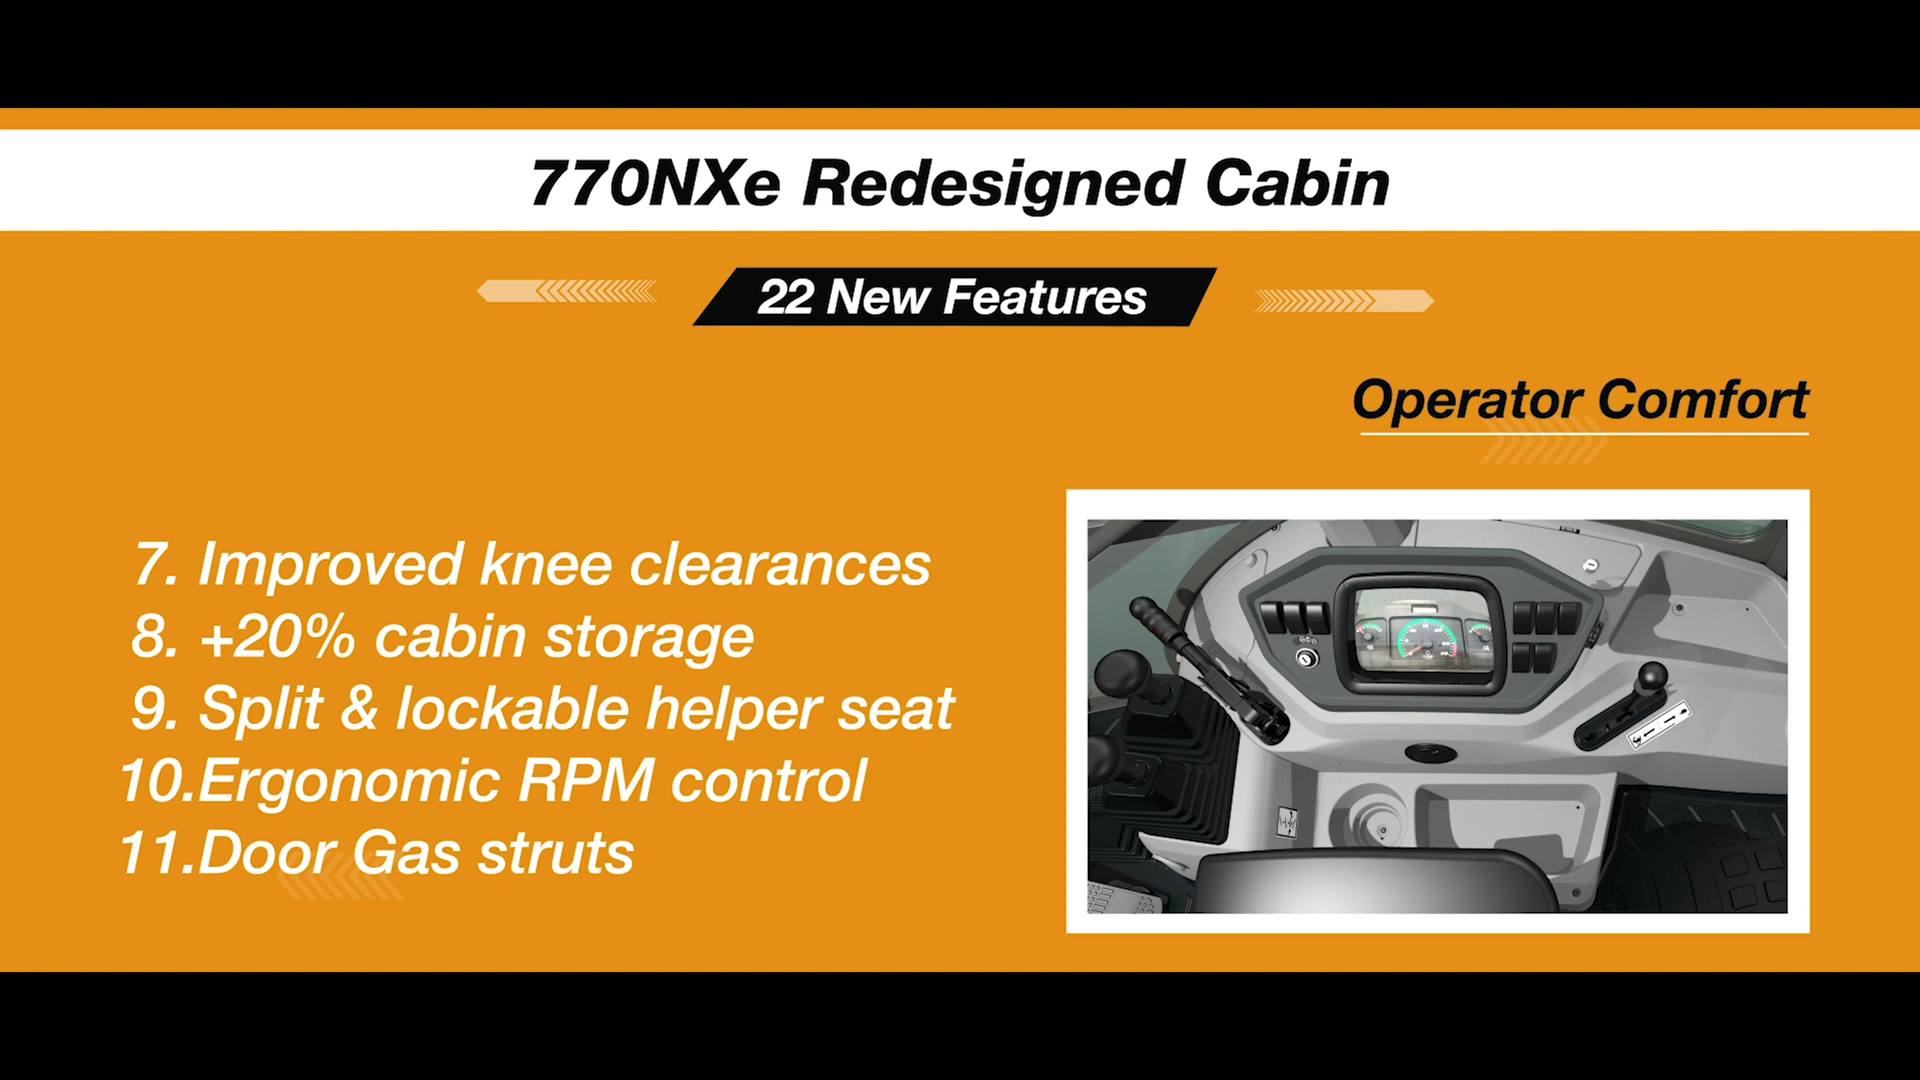 770NXe Redesigned Cabin
22 New Features
Operator Comfort
7. Improved knee clearances
8. +20% cabin storage
9. Split & lockable helper seat
10.Ergonomic RPM control
11.Door Gas struts